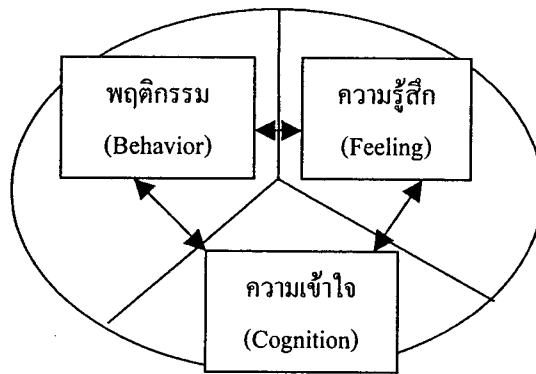 พฤติกรรม
(Behavior)
ความรู้สึก
(Feeling)
ความเข้าใจ
(Cognition)